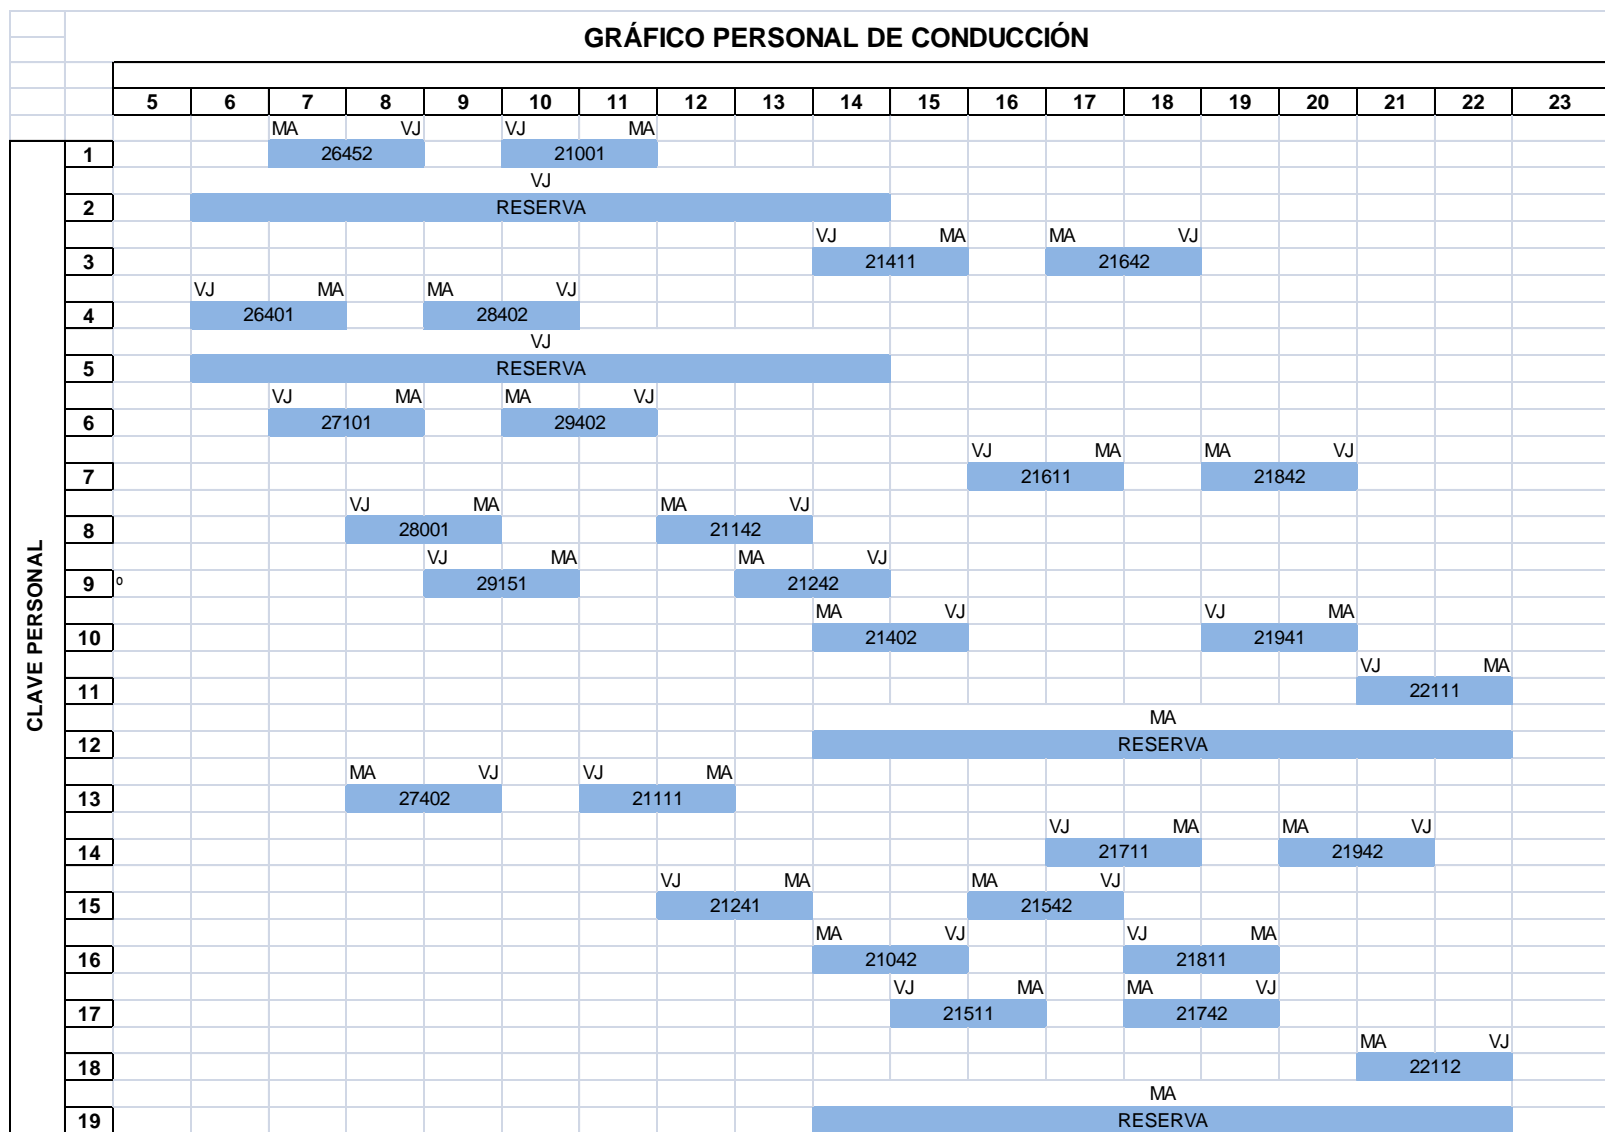 GRÁFICO PERSONAL DE CONDUCCIÓN
5 6 7 8 9 10 11 12 13 14 15 16 17 18 19 20 21 22 23
CLAVE PERSONAL
MA VJ VJ MA
1 26452 21001
VJ
2 RESERVA
VJ MA MA VJ
3 21411 21642
VJ MA MA VJ
4 26401 28402
VJ
5 RESERVA
VJ MA MA VJ
6 27101 29402
VJ MA MA VJ
7 21611 21842
VJ MA MA VJ
8 28001 21142
VJ MA MA VJ
9 º 29151 21242
MA VJ VJ MA
10 21402 21941
VJ MA
11 22111
MA
12 RESERVA
MA VJ VJ MA
13 27402 21111
VJ MA MA VJ
14 21711 21942
VJ MA MA VJ
15 21241 21542
MA VJ VJ MA
16 21042 21811
VJ MA MA VJ
17 21511 21742
MA VJ
18 22112
MA
19 RESERVA